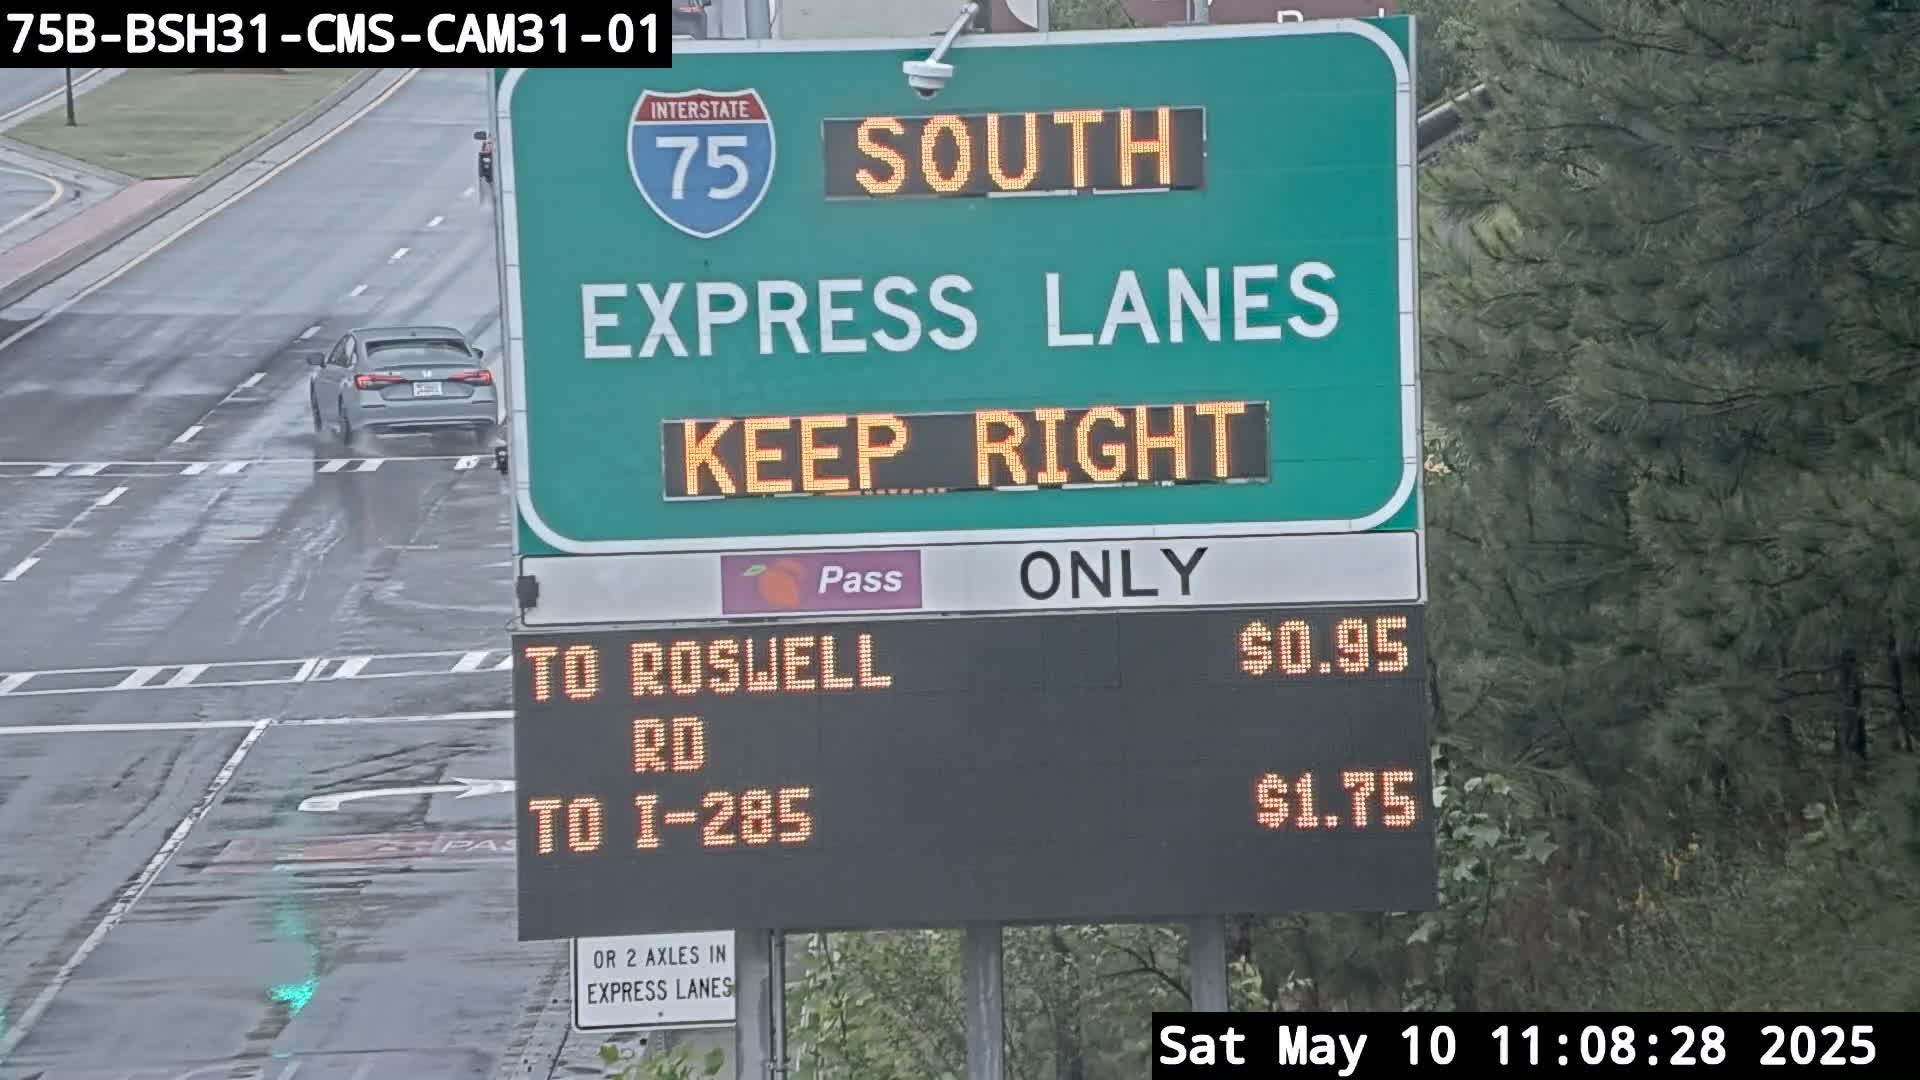 75B-BSH31-CMS-CAM31-01
INTERSTATE
75
SOUTH
EXPRESS LANES
KEEP RIGHT
Pass ONLY
TO ROSWELL $0.95
RD
TO I-285 $1.75
OR 2 AXLES IN
EXPRESS LANES
Sat May 10 11:08:28 2025